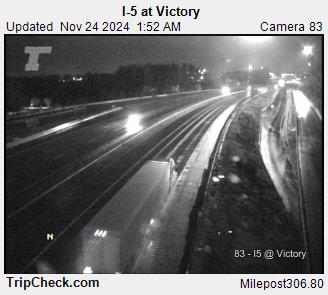 I-5 at Victory
Updated Nov 24 2024 1:52 AM Camera 83
T
N
83 - I5 @ Victory
TripCheck.com Milepost306.80